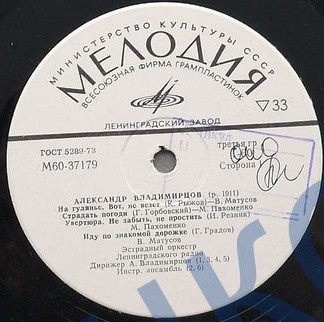 МИНИСТЕРСТВО КУЛЬТУРЫ СССР
МЕЛОДИЯ
ВСЕСОЮЗНАЯ ФИРМА ГРАМПЛАСТИНОК
▽33
ЛЕНИНГРАДСКИЙ ЗАВОД
ГОСТ 5289-73
третья гр
М60-37179
Сторона
АЛЕКСАНДР ВЛАДИМИРЦОВ (р. 1911)
На гулянье. Вот, не везет (К. Рыжов)—В. Матусов
Страдать погоди (Г. Горбовский)—М. Пахоменко
Увертюра. Не забыть, не простить (И. Резник)
М. Пахоменко
Иду по знакомой дорожке (Г. Градов)
В. Матусов
Эстрадный оркестр
Ленинградского радио
Дирижер А. Владимирцов (1, 3, 4, 5)
Инстр. ансамбль (2, 6)